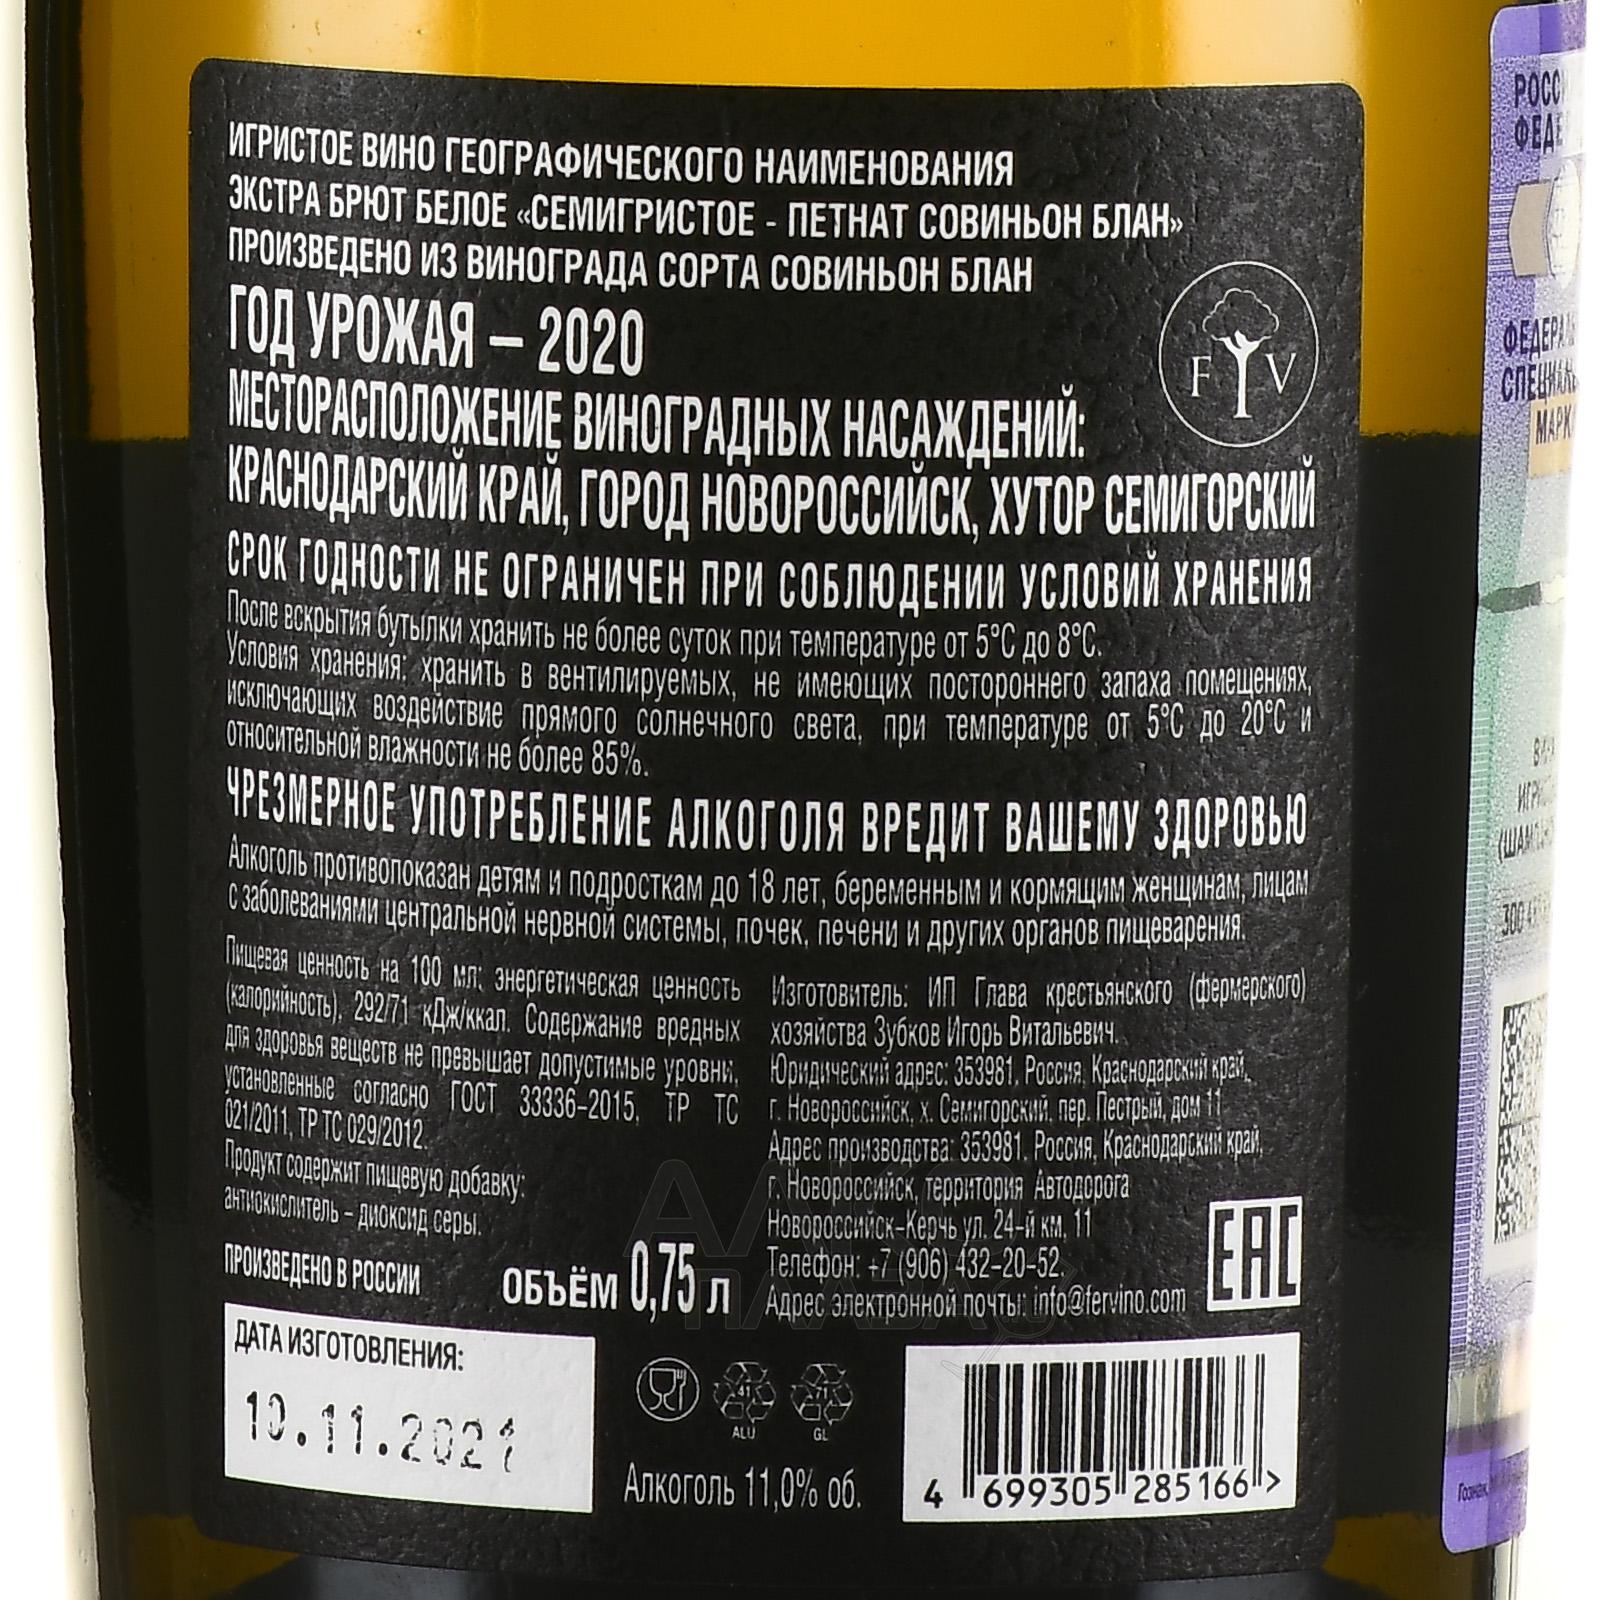 ИГРИСТОЕ ВИНО ГЕОГРАФИЧЕСКОГО НАИМЕНОВАНИЯ
ЭКСТРА БРЮТ БЕЛОЕ «СЕМИГРИСТОЕ - ПЕТНАТ СОВИНЬОН БЛАН»
ПРОИЗВЕДЕНО ИЗ ВИНОГРАДА СОРТА СОВИНЬОН БЛАН
ГОД УРОЖАЯ – 2020
F V
МЕСТОРАСПОЛОЖЕНИЕ ВИНОГРАДНЫХ НАСАЖДЕНИЙ:
КРАСНОДАРСКИЙ КРАЙ, ГОРОД НОВОРОССИЙСК, ХУТОР СЕМИГОРСКИЙ
СРОК ГОДНОСТИ НЕ ОГРАНИЧЕН ПРИ СОБЛЮДЕНИИ УСЛОВИЙ ХРАНЕНИЯ
После вскрытия бутылки хранить не более суток при температуре от 5°С до 8°С.
Условия хранения: хранить в вентилируемых, не имеющих постороннего запаха помещениях,
исключающих воздействие прямого солнечного света, при температуре от 5°С до 20°С и
относительной влажности не более 85%.
ЧРЕЗМЕРНОЕ УПОТРЕБЛЕНИЕ АЛКОГОЛЯ ВРЕДИТ ВАШЕМУ ЗДОРОВЬЮ
Алкоголь противопоказан детям и подросткам до 18 лет, беременным и кормящим женщинам, лицам
с заболеваниями центральной нервной системы, почек, печени и других органов пищеварения.
Пищевая ценность на 100 мл: энергетическая ценность
(калорийность), 292/71 кДж/ккал. Содержание вредных
для здоровья веществ не превышает допустимые уровни,
установленные согласно ГОСТ 33336-2015, ТР ТС
021/2011, ТР ТС 029/2012.
Продукт содержит пищевую добавку:
антиокислитель – диоксид серы.
ПРОИЗВЕДЕНО В РОССИИ
ОБЪЁМ 0,75 л
Изготовитель: ИП Глава крестьянского (фермерского)
хозяйства Зубков Игорь Витальевич.
Юридический адрес: 353981, Россия, Краснодарский край,
г. Новороссийск, х. Семигорский, пер. Пестрый, дом 11
Адрес производства: 353981, Россия, Краснодарский край,
г. Новороссийск, территория Автодорога
Новороссийск-Керчь ул. 24-й км, 11
Телефон: +7 (906) 432-20-52.
Адрес электронной почты: info@fervino.com
EAC
ДАТА ИЗГОТОВЛЕНИЯ:
10.11.2021
41
ALU
71
GL
Алкоголь 11,0% об.
4 699305 285166 >
АЛКО
ПЛАЗА